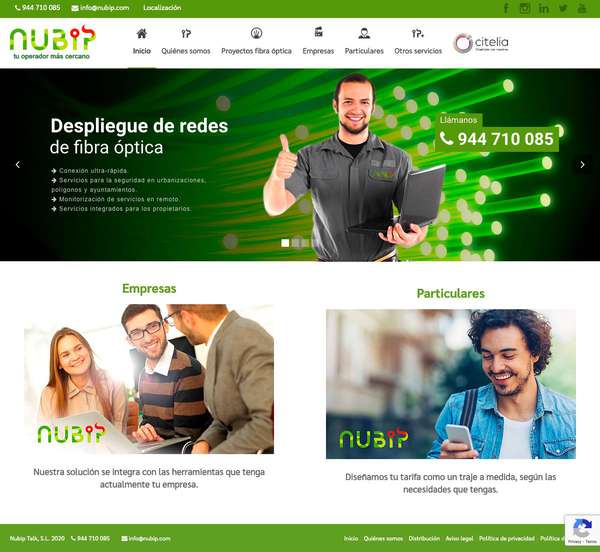 944 710 085 info@nubip.com Localización
NUBIP
tu operador más cercano
Inicio Quiénes somos Proyectos fibra óptica Empresas Particulares Otros servicios
citelia
Despliegue de redes
de fibra óptica
Conexión ultra-rápida.
Servicios para la seguridad en urbanizaciones,
polígonos y ayuntamientos.
Monitorización de servicios en remoto.
Servicios integrados para los propietarios.
Llámanos
944 710 085
Empresas
Particulares
NUBIP
NUBIP
Nuestra solución se integra con las herramientas que tenga
actualmente tu empresa.
Diseñamos tu tarifa como un traje a medida, según las
necesidades que tengas.
Nubip Talk, S.L. 2020 944 710 085 info@nubip.com
Inicio Quiénes somos Distribución Aviso legal Política de privacidad Política d
Privacy - Terms